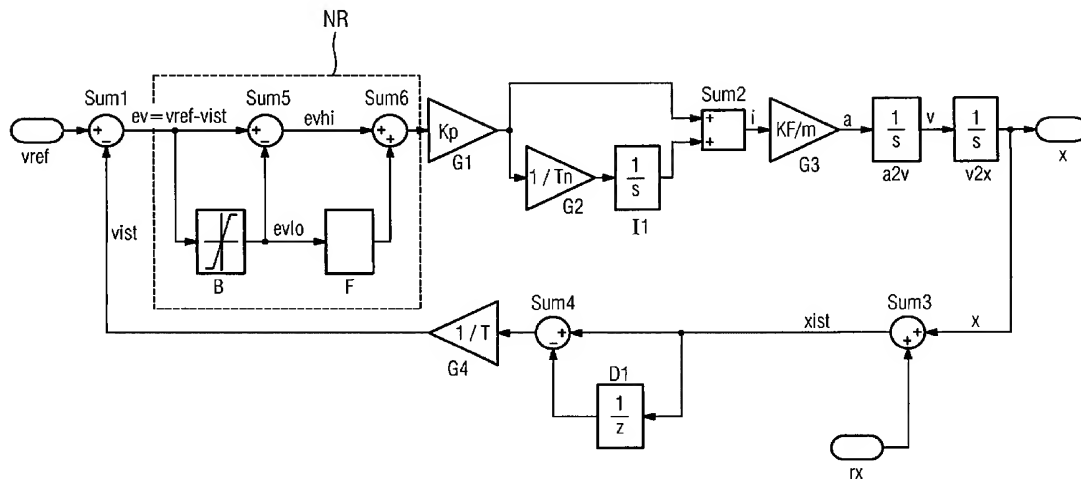 NR
Sum1
ev=vref-vist
Sum5
evhi
Sum6
Kp
G1
Sum2
i
KF/m
G3
a
1
s
a2v
v
1
s
v2x
x
vref
1/Tn
G2
1
s
I1
vist
B
evlo
F
Sum4
Sum3
xist
x
1/T
G4
D1
1
z
rx
+
−
+
−
+
+
+
+
−
+
+
+